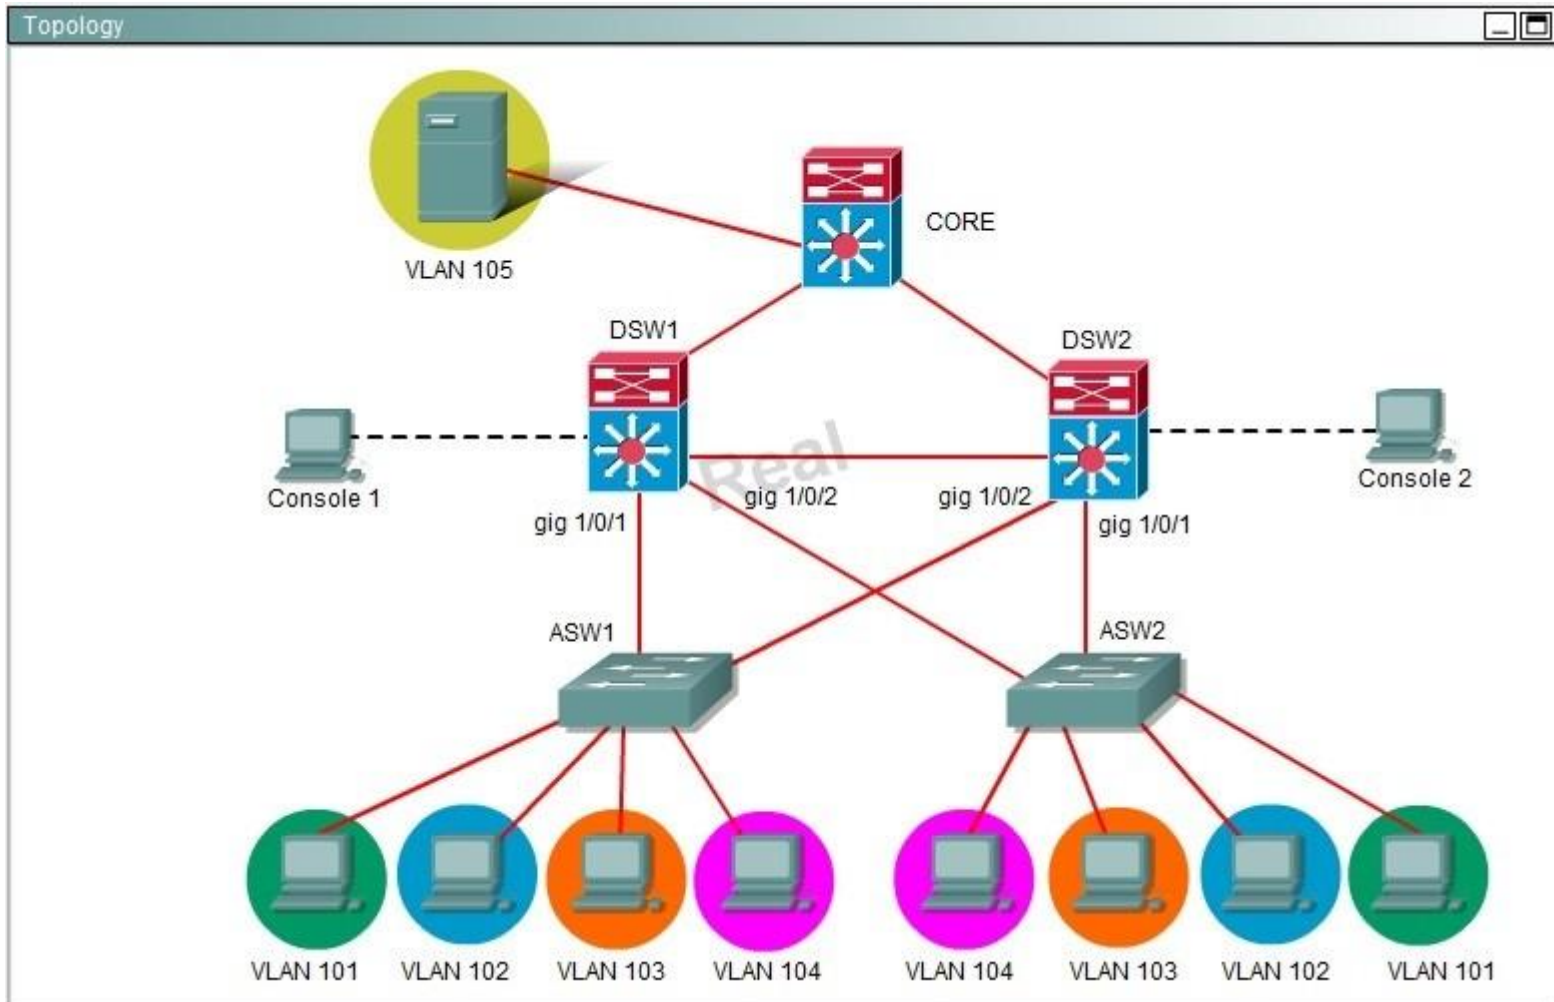 Topology
VLAN 105
CORE
DSW1
DSW2
Real
Console 1
Console 2
gig 1/0/1
gig 1/0/2
gig 1/0/2
gig 1/0/1
ASW1
ASW2
VLAN 101
VLAN 102
VLAN 103
VLAN 104
VLAN 104
VLAN 103
VLAN 102
VLAN 101